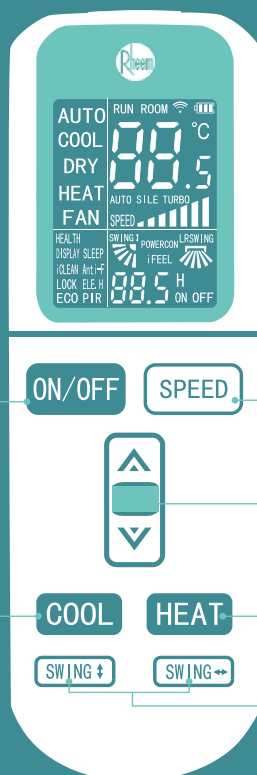 Rheem
AUTO
COOL
DRY
HEAT
FAN
RUN ROOM
88.5 °C
AUTO SILE TURBO
SPEED
HEALTH
DISPLAY SLEEP
iCLEAN Anti-F
LOCK ELE.H
ECO PIR
SWING POWERCON LRSWING
iFEEL
88.5 H
ON OFF
ON/OFF SPEED
COOL HEAT
SWING SWING